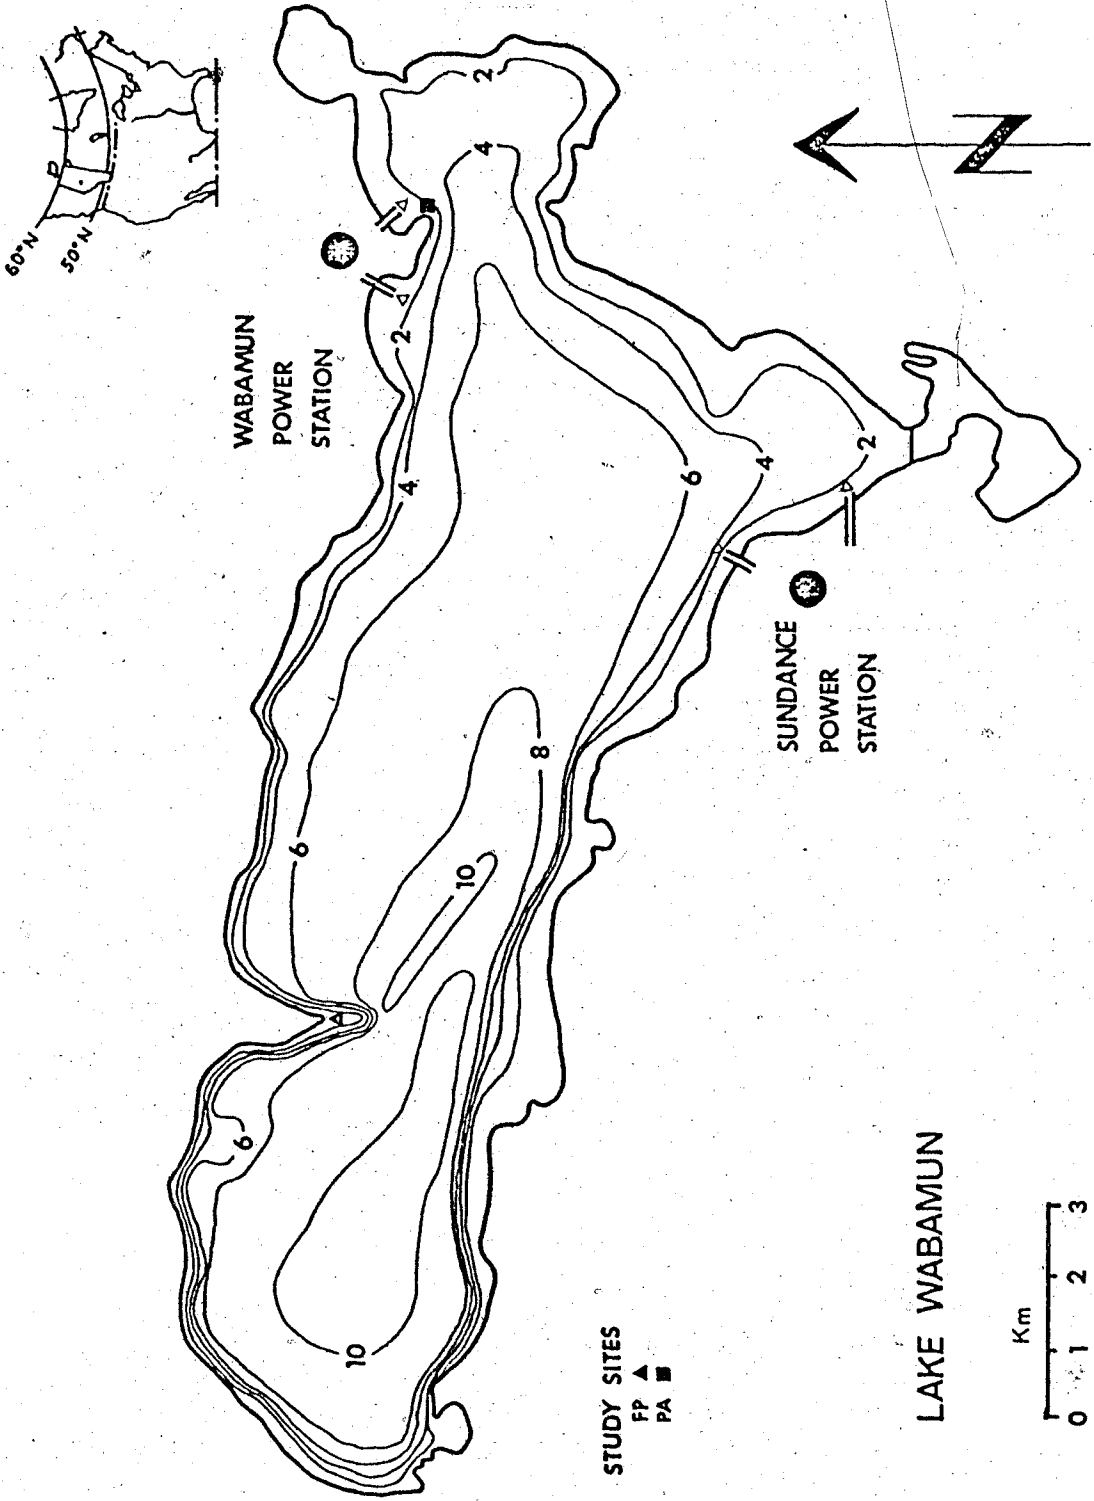 60°N
50°N
WABAMUN
POWER
STATION
2
4
2
4
6
4
2
6
8
10
6
10
SUNDANCE
POWER
STATION
N
STUDY SITES
FP ▲
PA ■
LAKE WABAMUN
Km
0 1 2 3